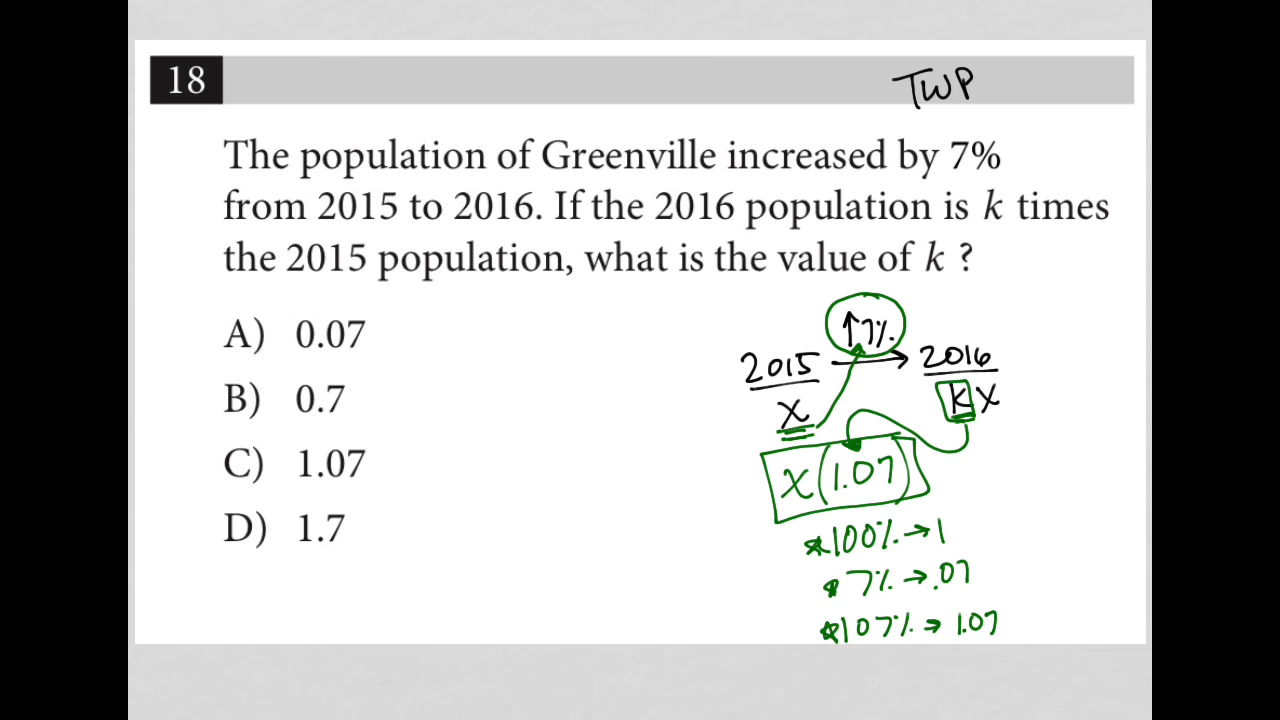 18
TWP
The population of Greenville increased by 7%
from 2015 to 2016. If the 2016 population is k times
the 2015 population, what is the value of k ?
A) 0.07
B) 0.7
C) 1.07
D) 1.7
↑7%
2015 → 2016
x kx
x(1.07)
*100% → 1
*7% → .07
*107% → 1.07